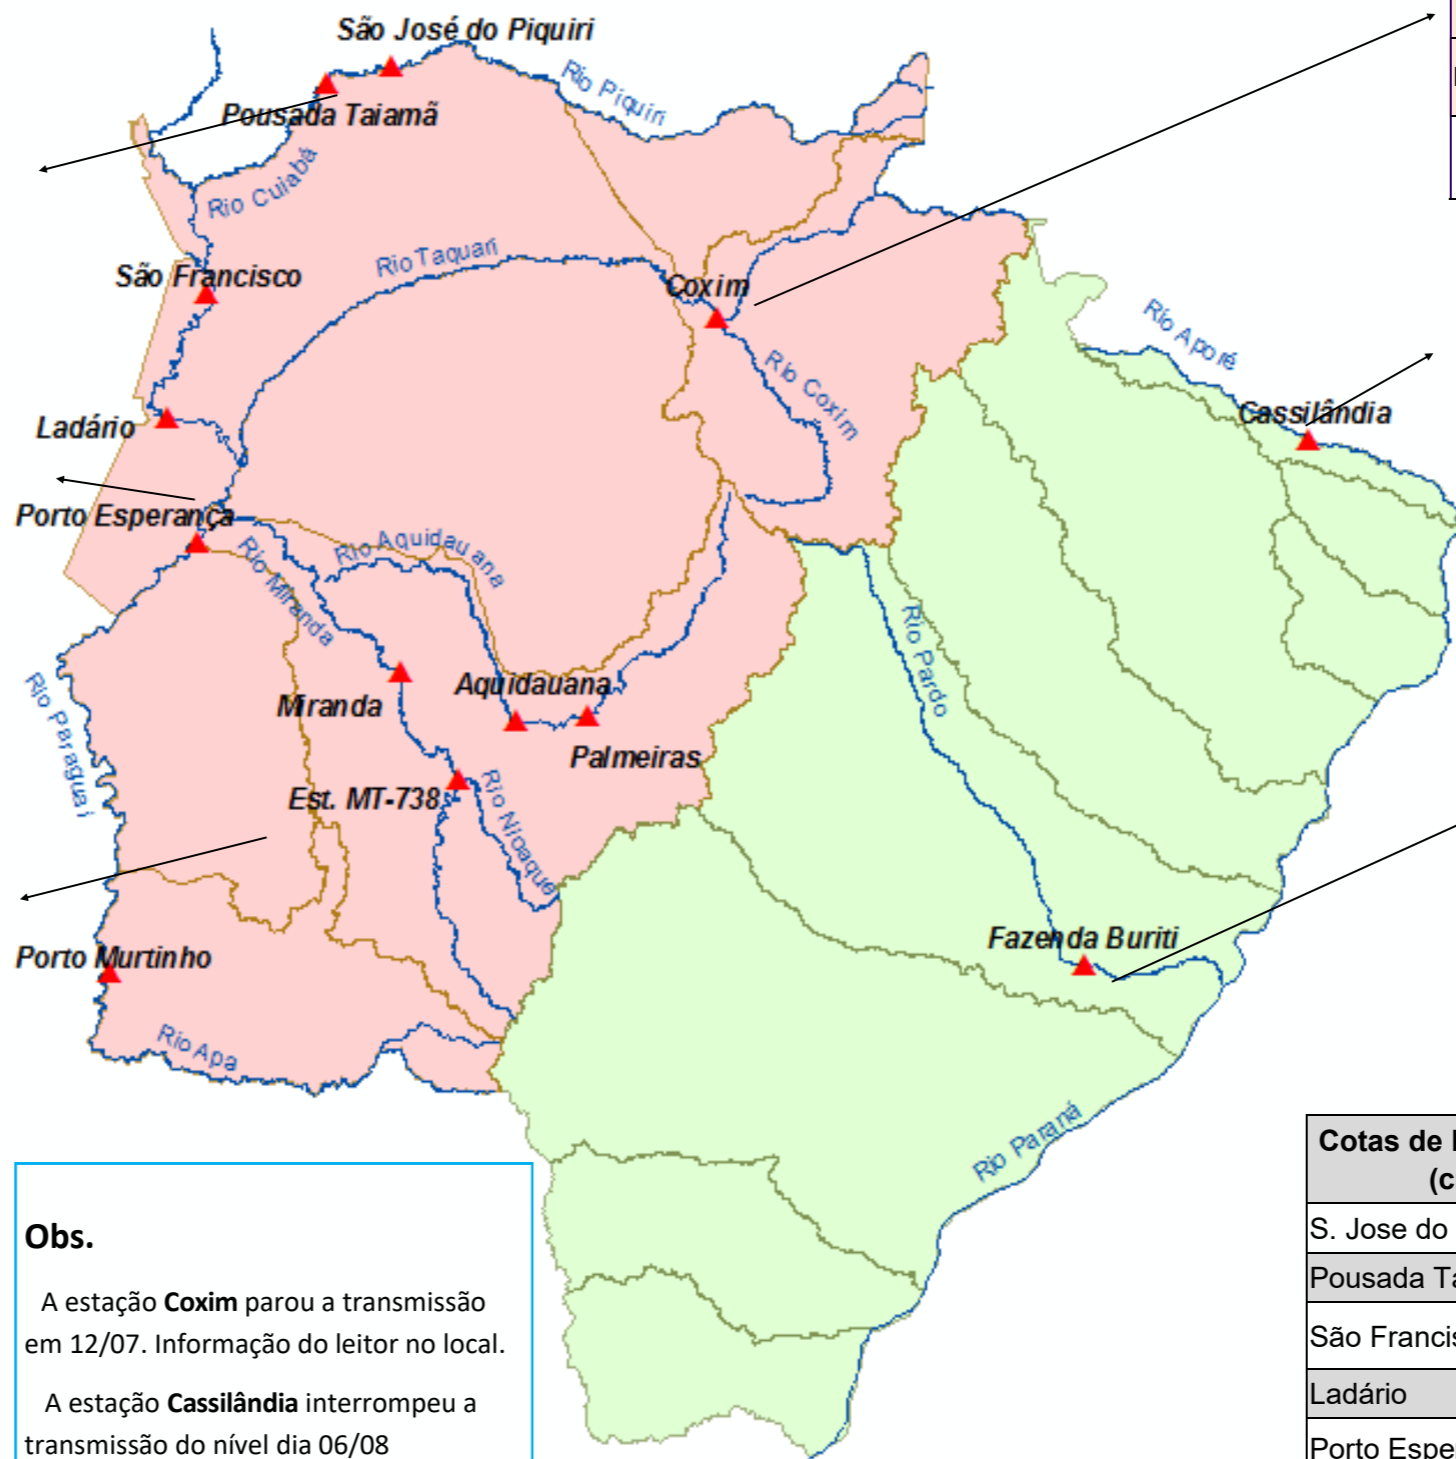 São José do Piquiri
Rio Piquiri
Pousada Taiamã
Rio Cuiabá
São Francisco
Rio Taquari
Coxim
Rio Aporé
Rio Coxim
Cassilândia
Ladário
Porto Esperança
Rio Aquidauana
Rio Miranda
Rio Pardo
Rio Paraguai
Miranda
Aquidauana
Palmeiras
Est. MT-738
Rio Nioaque
Porto Murtinho
Fazenda Buriti
Rio Apa
Rio Paraná
Obs.
A estação Coxim parou a transmissão
em 12/07. Informação do leitor no local.
A estação Cassilândia interrompeu a
transmissão do nível dia 06/08
Cotas de
(c
S. Jose do
Pousada Ta
São Francis
Ladário
Porto Espe